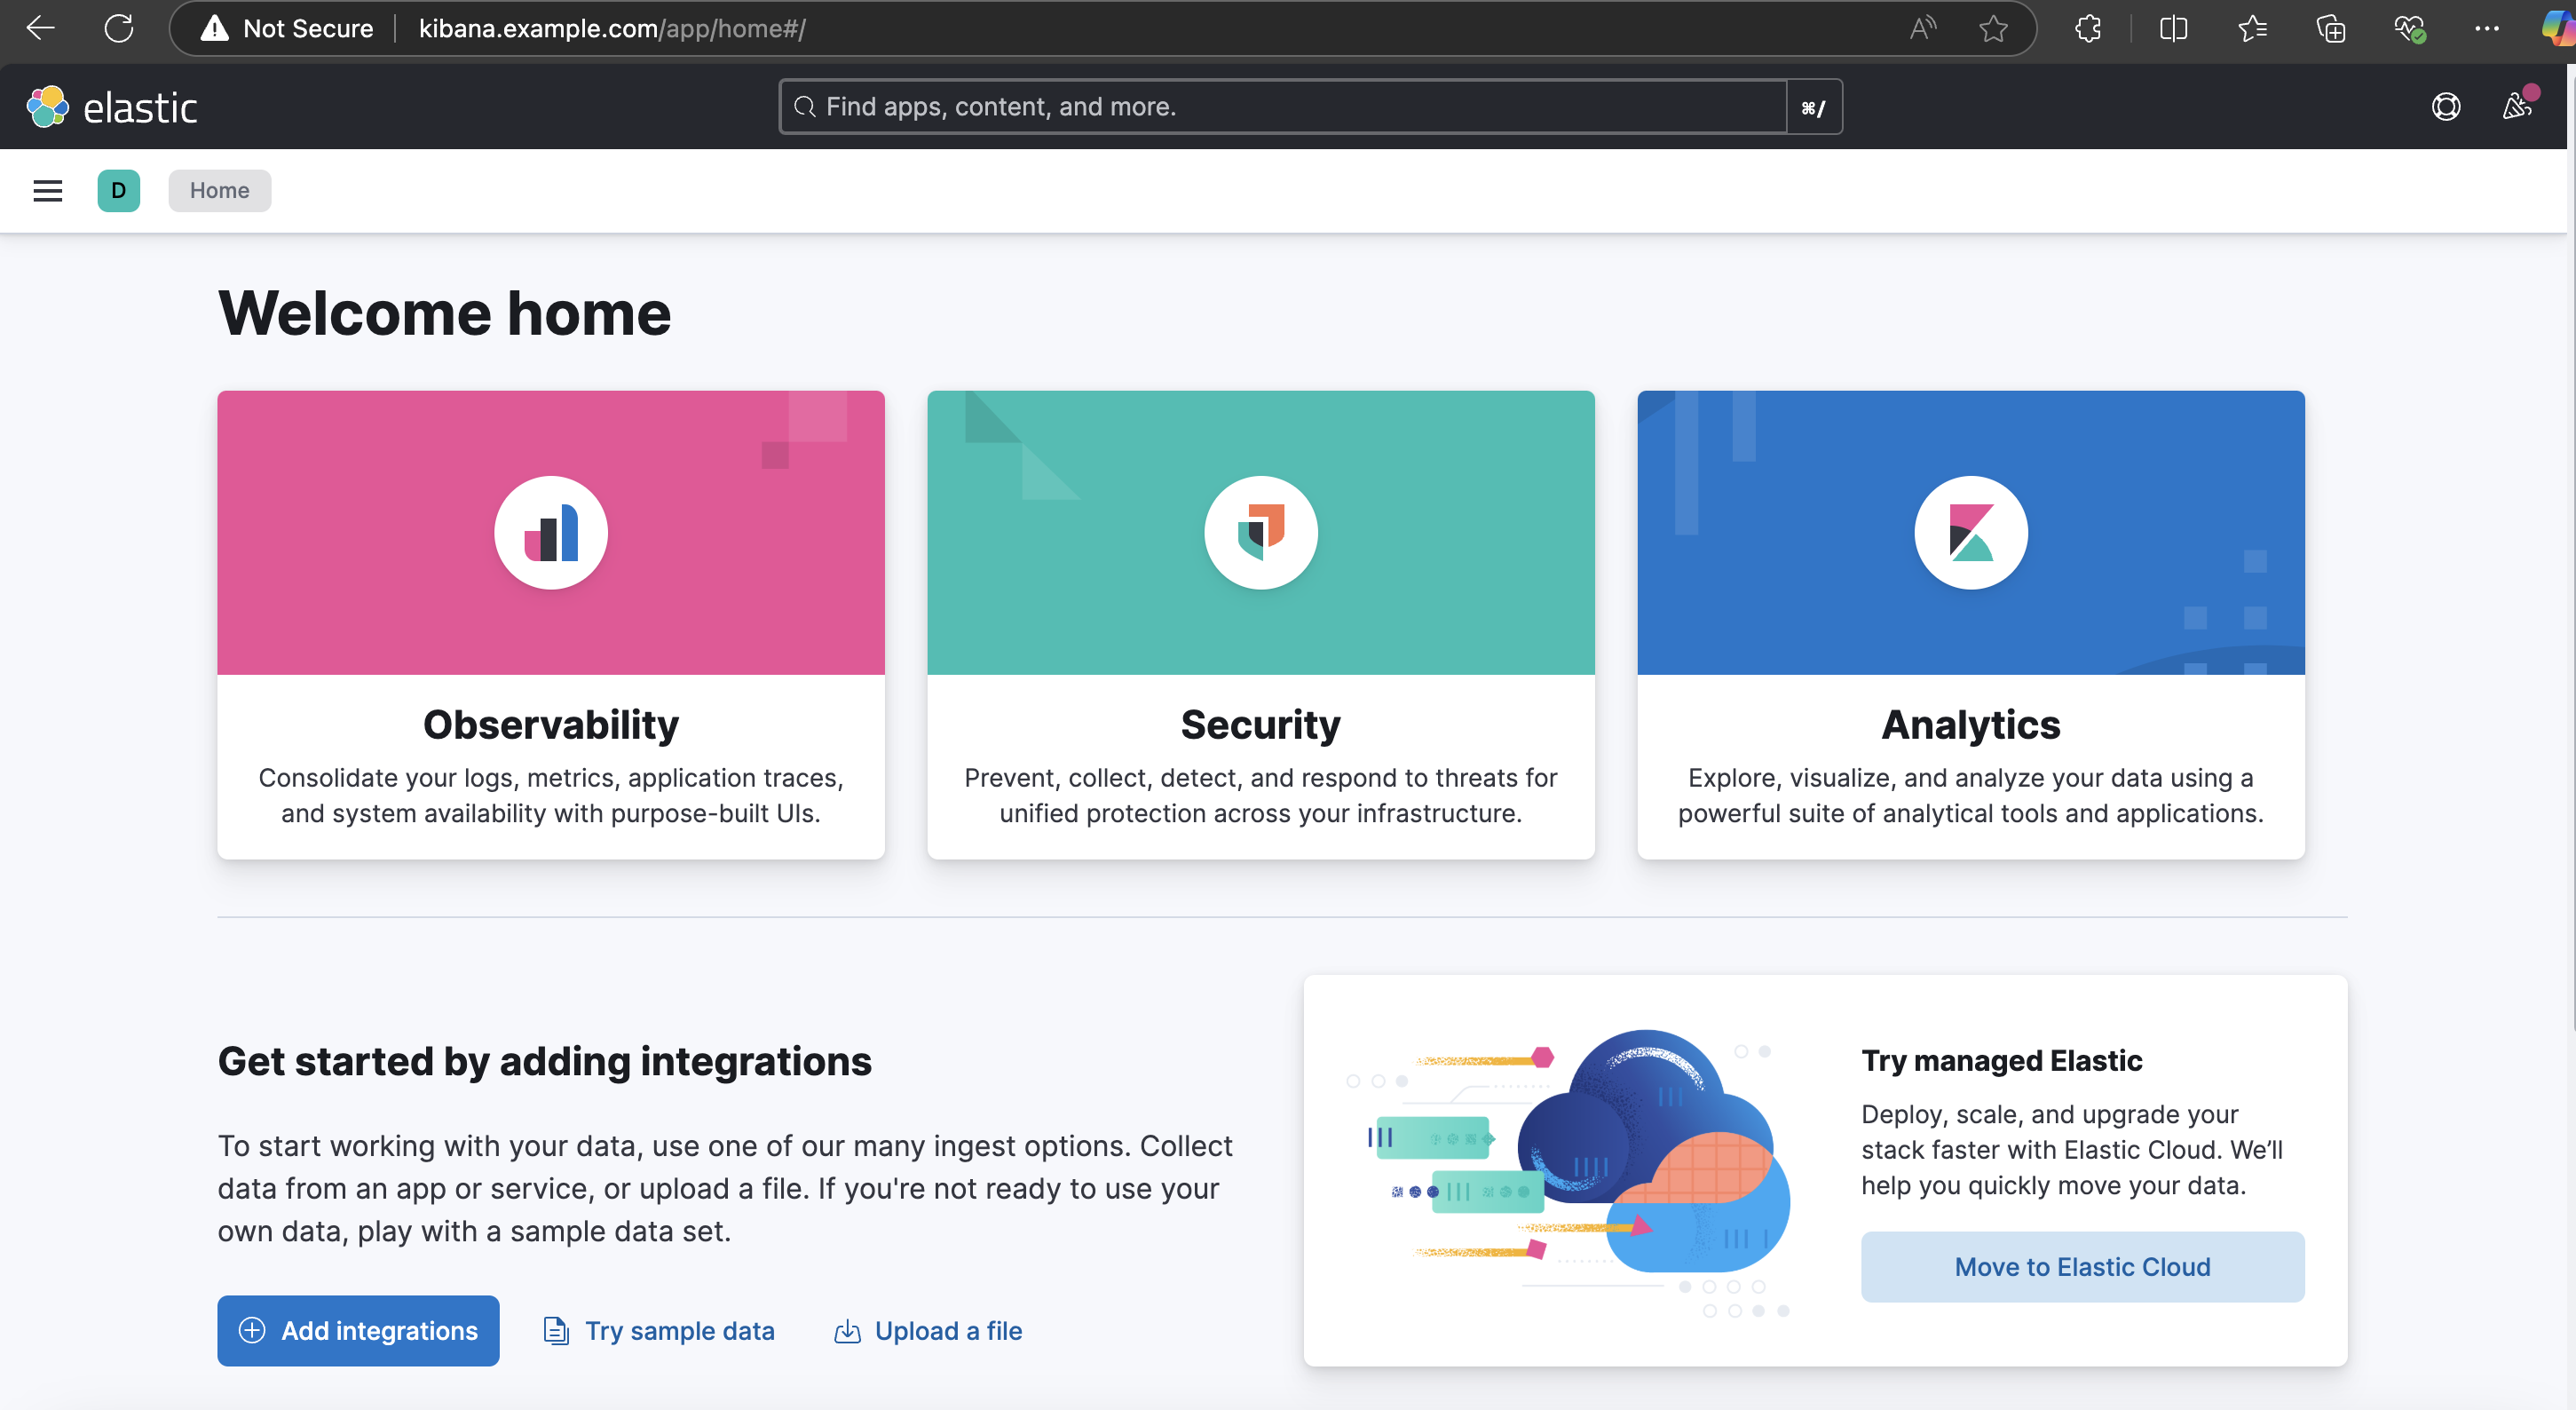 Not Secure
kibana.example.com/app/home#/
elastic
Find apps, content, and more.
⌘/
D
Home
Welcome home
Observability
Consolidate your logs, metrics, application traces,
and system availability with purpose-built UIs.
Security
Prevent, collect, detect, and respond to threats for
unified protection across your infrastructure.
Analytics
Explore, visualize, and analyze your data using a
powerful suite of analytical tools and applications.
Get started by adding integrations
To start working with your data, use one of our many ingest options. Collect
data from an app or service, or upload a file. If you're not ready to use your
own data, play with a sample data set.
Add integrations
Try sample data
Upload a file
Try managed Elastic
Deploy, scale, and upgrade your
stack faster with Elastic Cloud. We’ll
help you quickly move your data.
Move to Elastic Cloud